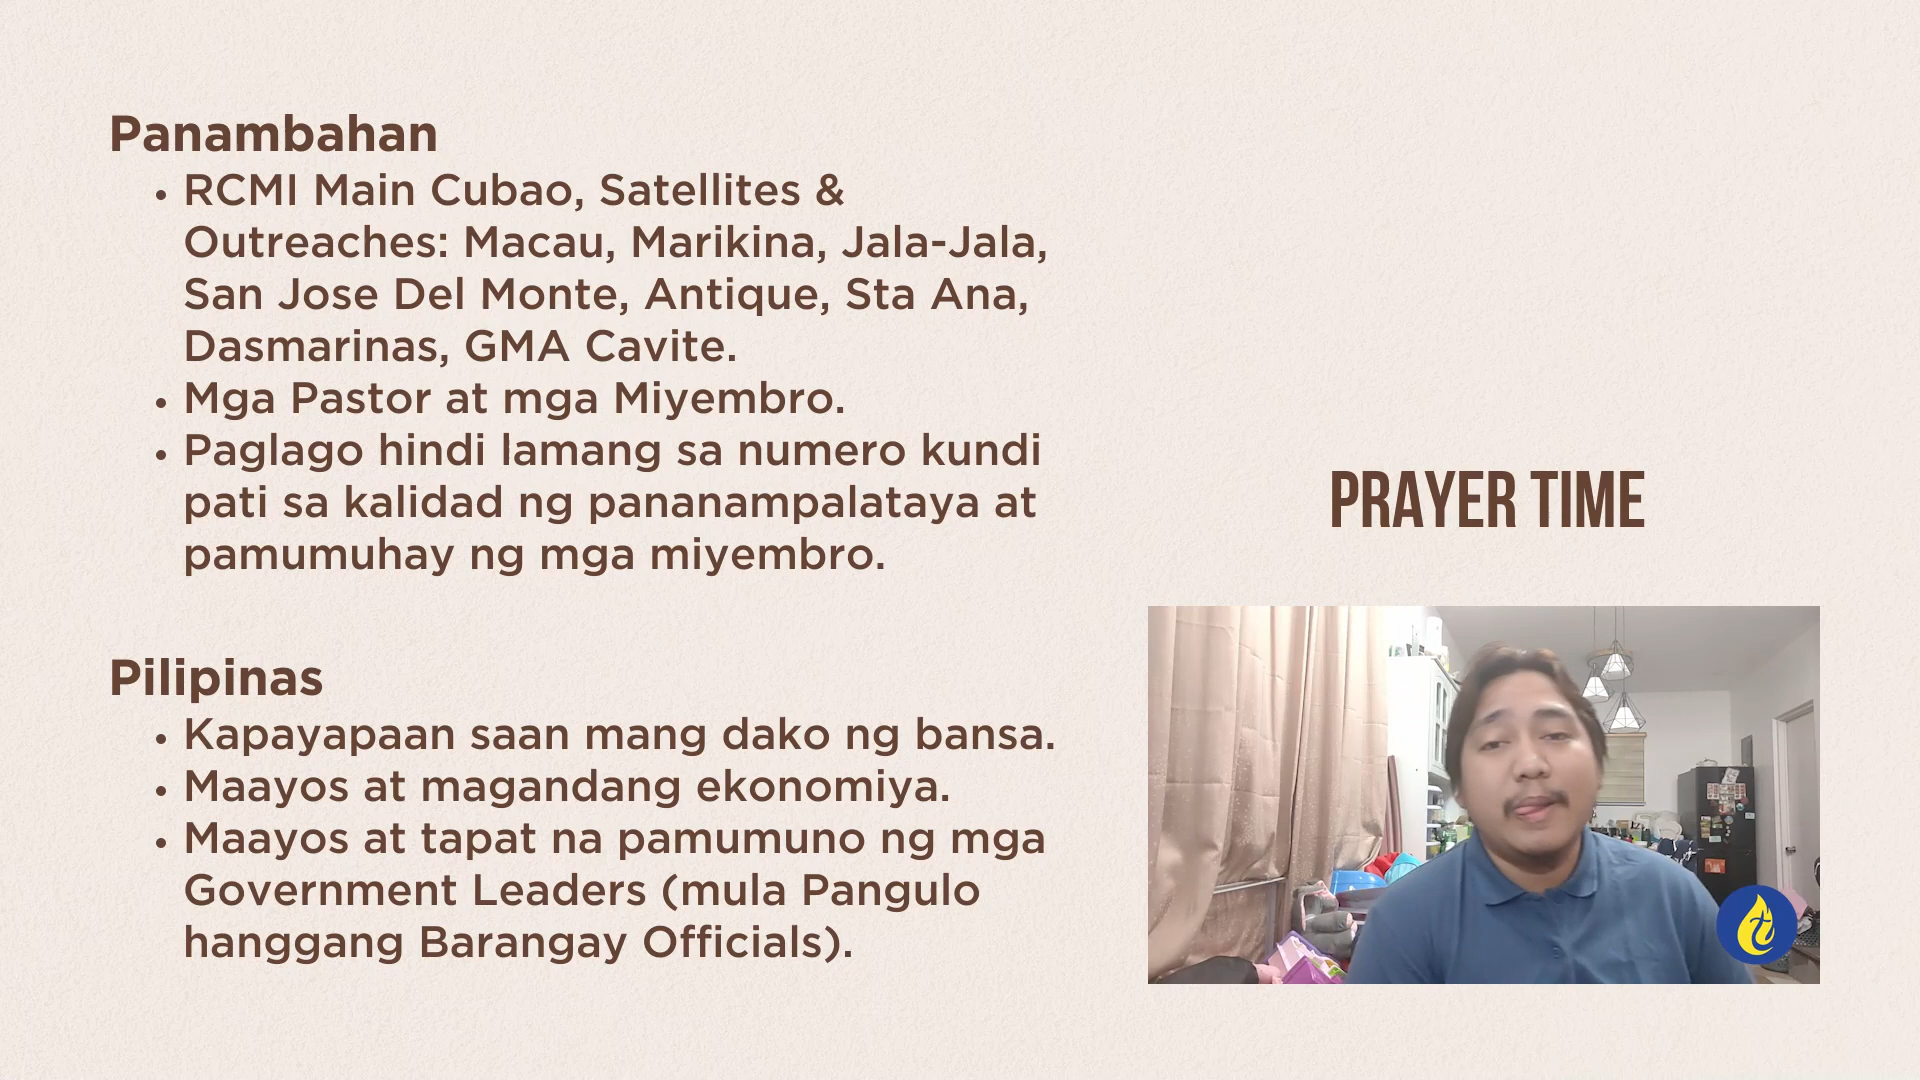 Panambahan
• RCMI Main Cubao, Satellites &
Outreaches: Macau, Marikina, Jala-Jala,
San Jose Del Monte, Antique, Sta Ana,
Dasmarinas, GMA Cavite.
• Mga Pastor at mga Miyembro.
• Paglago hindi lamang sa numero kundi
pati sa kalidad ng pananampalataya at
pamumuhay ng mga miyembro.
Pilipinas
• Kapayapaan saan mang dako ng bansa.
• Maayos at magandang ekonomiya.
• Maayos at tapat na pamumuno ng mga
Government Leaders (mula Pangulo
hanggang Barangay Officials).
PRAYER TIME